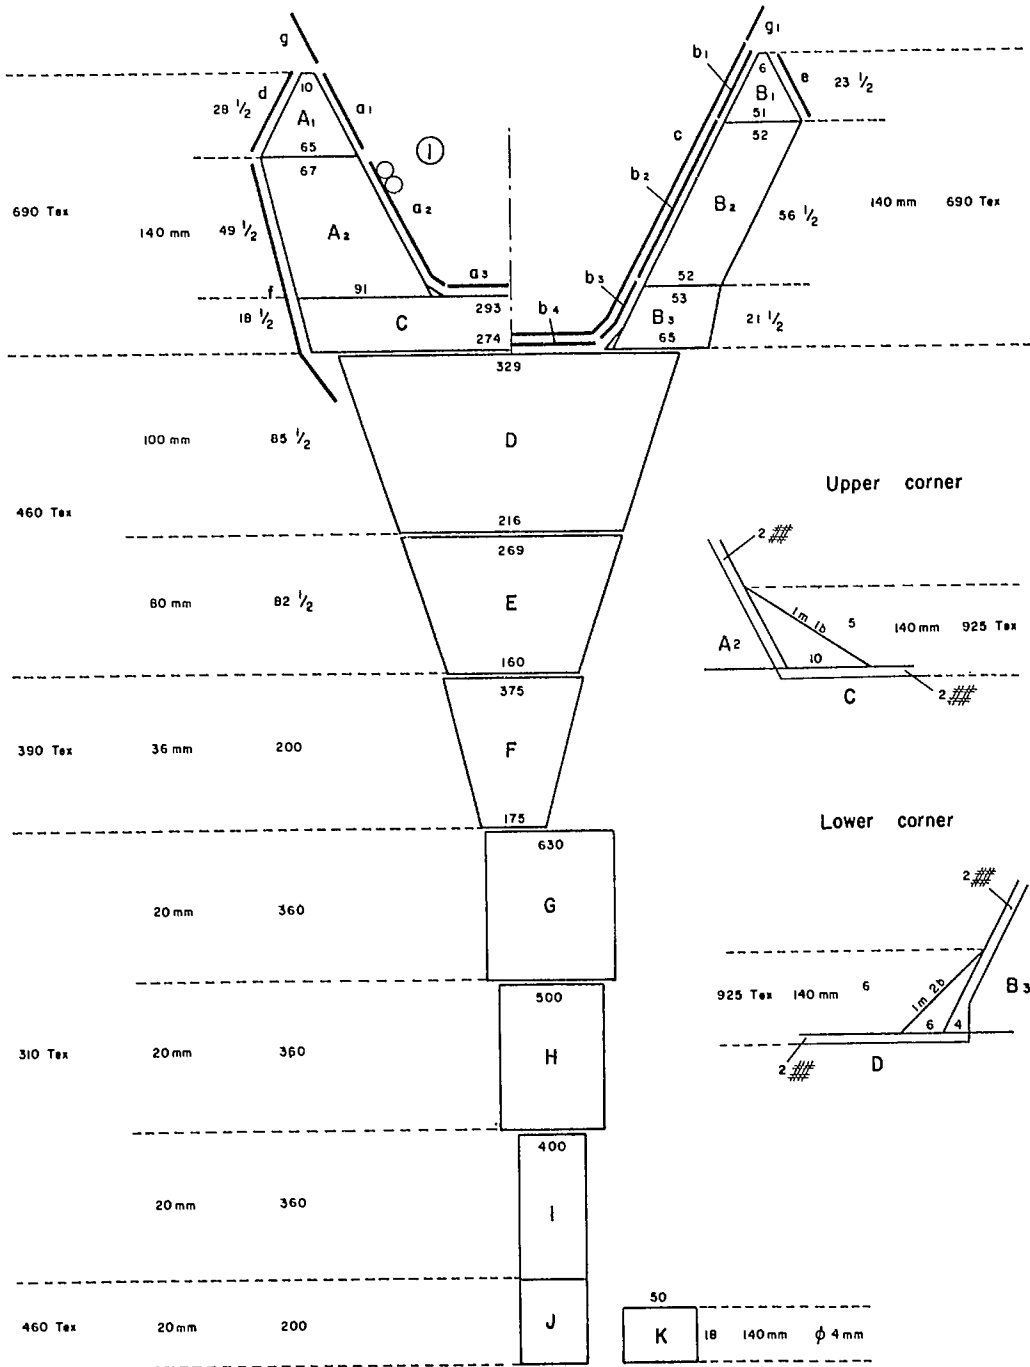 g
g1
d
28 1/2
10
A1
65
a1
1
b1
c
6
B1
51
e
23 1/2
67
A2
91
a2
a3
b2
52
B2
52
56 1/2
140 mm
690 Tex
690 Tex
140 mm
49 1/2
f
18 1/2
C
293
274
b3
b4
53
B3
65
21 1/2
329
100 mm
85 1/2
D
216
460 Tex
269
80 mm
82 1/2
E
160
375
390 Tex
36 mm
200
F
175
630
20 mm
360
G
500
310 Tex
20 mm
360
H
400
20 mm
360
I
460 Tex
20 mm
200
J
50
K
18
140 mm
ϕ 4 mm
Upper corner
2 #
1m 1b
5
140 mm
925 Tex
A2
10
C
2 #
Lower corner
2 #
925 Tex
140 mm
6
1m 2b
6
4
B3
2 #
D